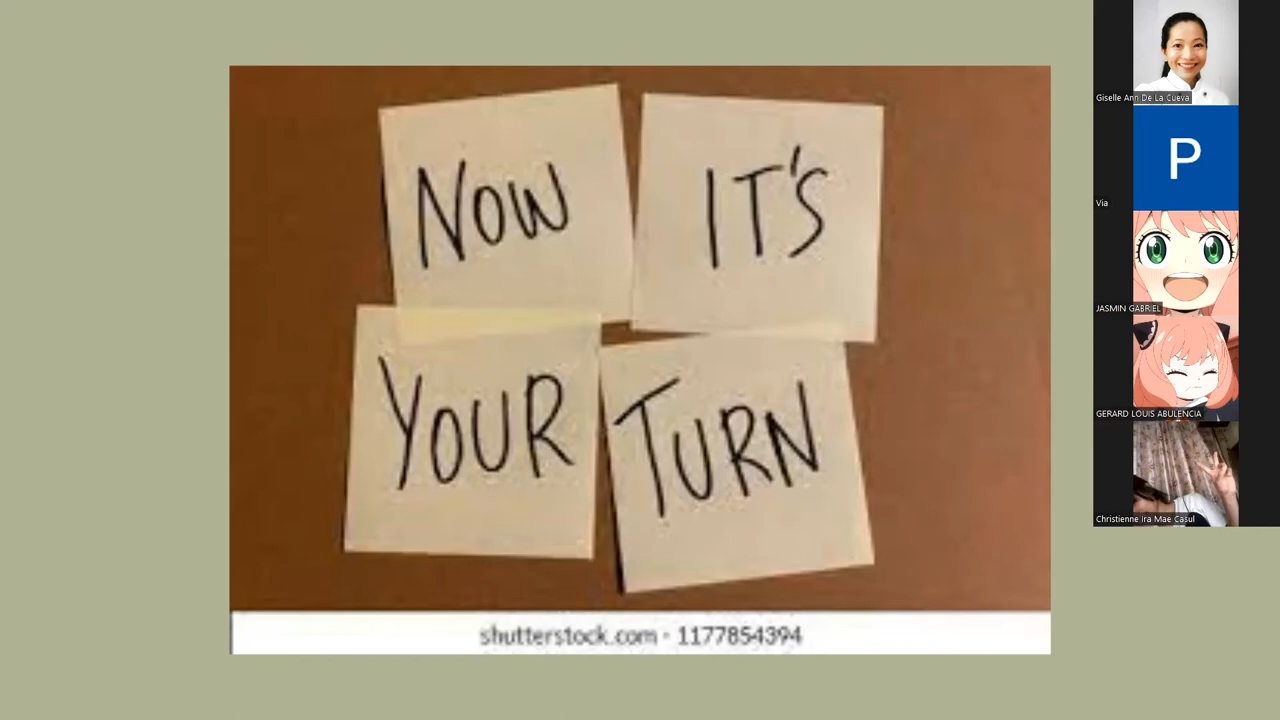 NOW IT'S
YOUR TURN
shutterstock.com · 1177854394
Giselle Ann De La Cueva
P
Via
JASMIN GABRIEL
GERARD LOUIS ABULENCIA
Christienne Ira Mae Casul